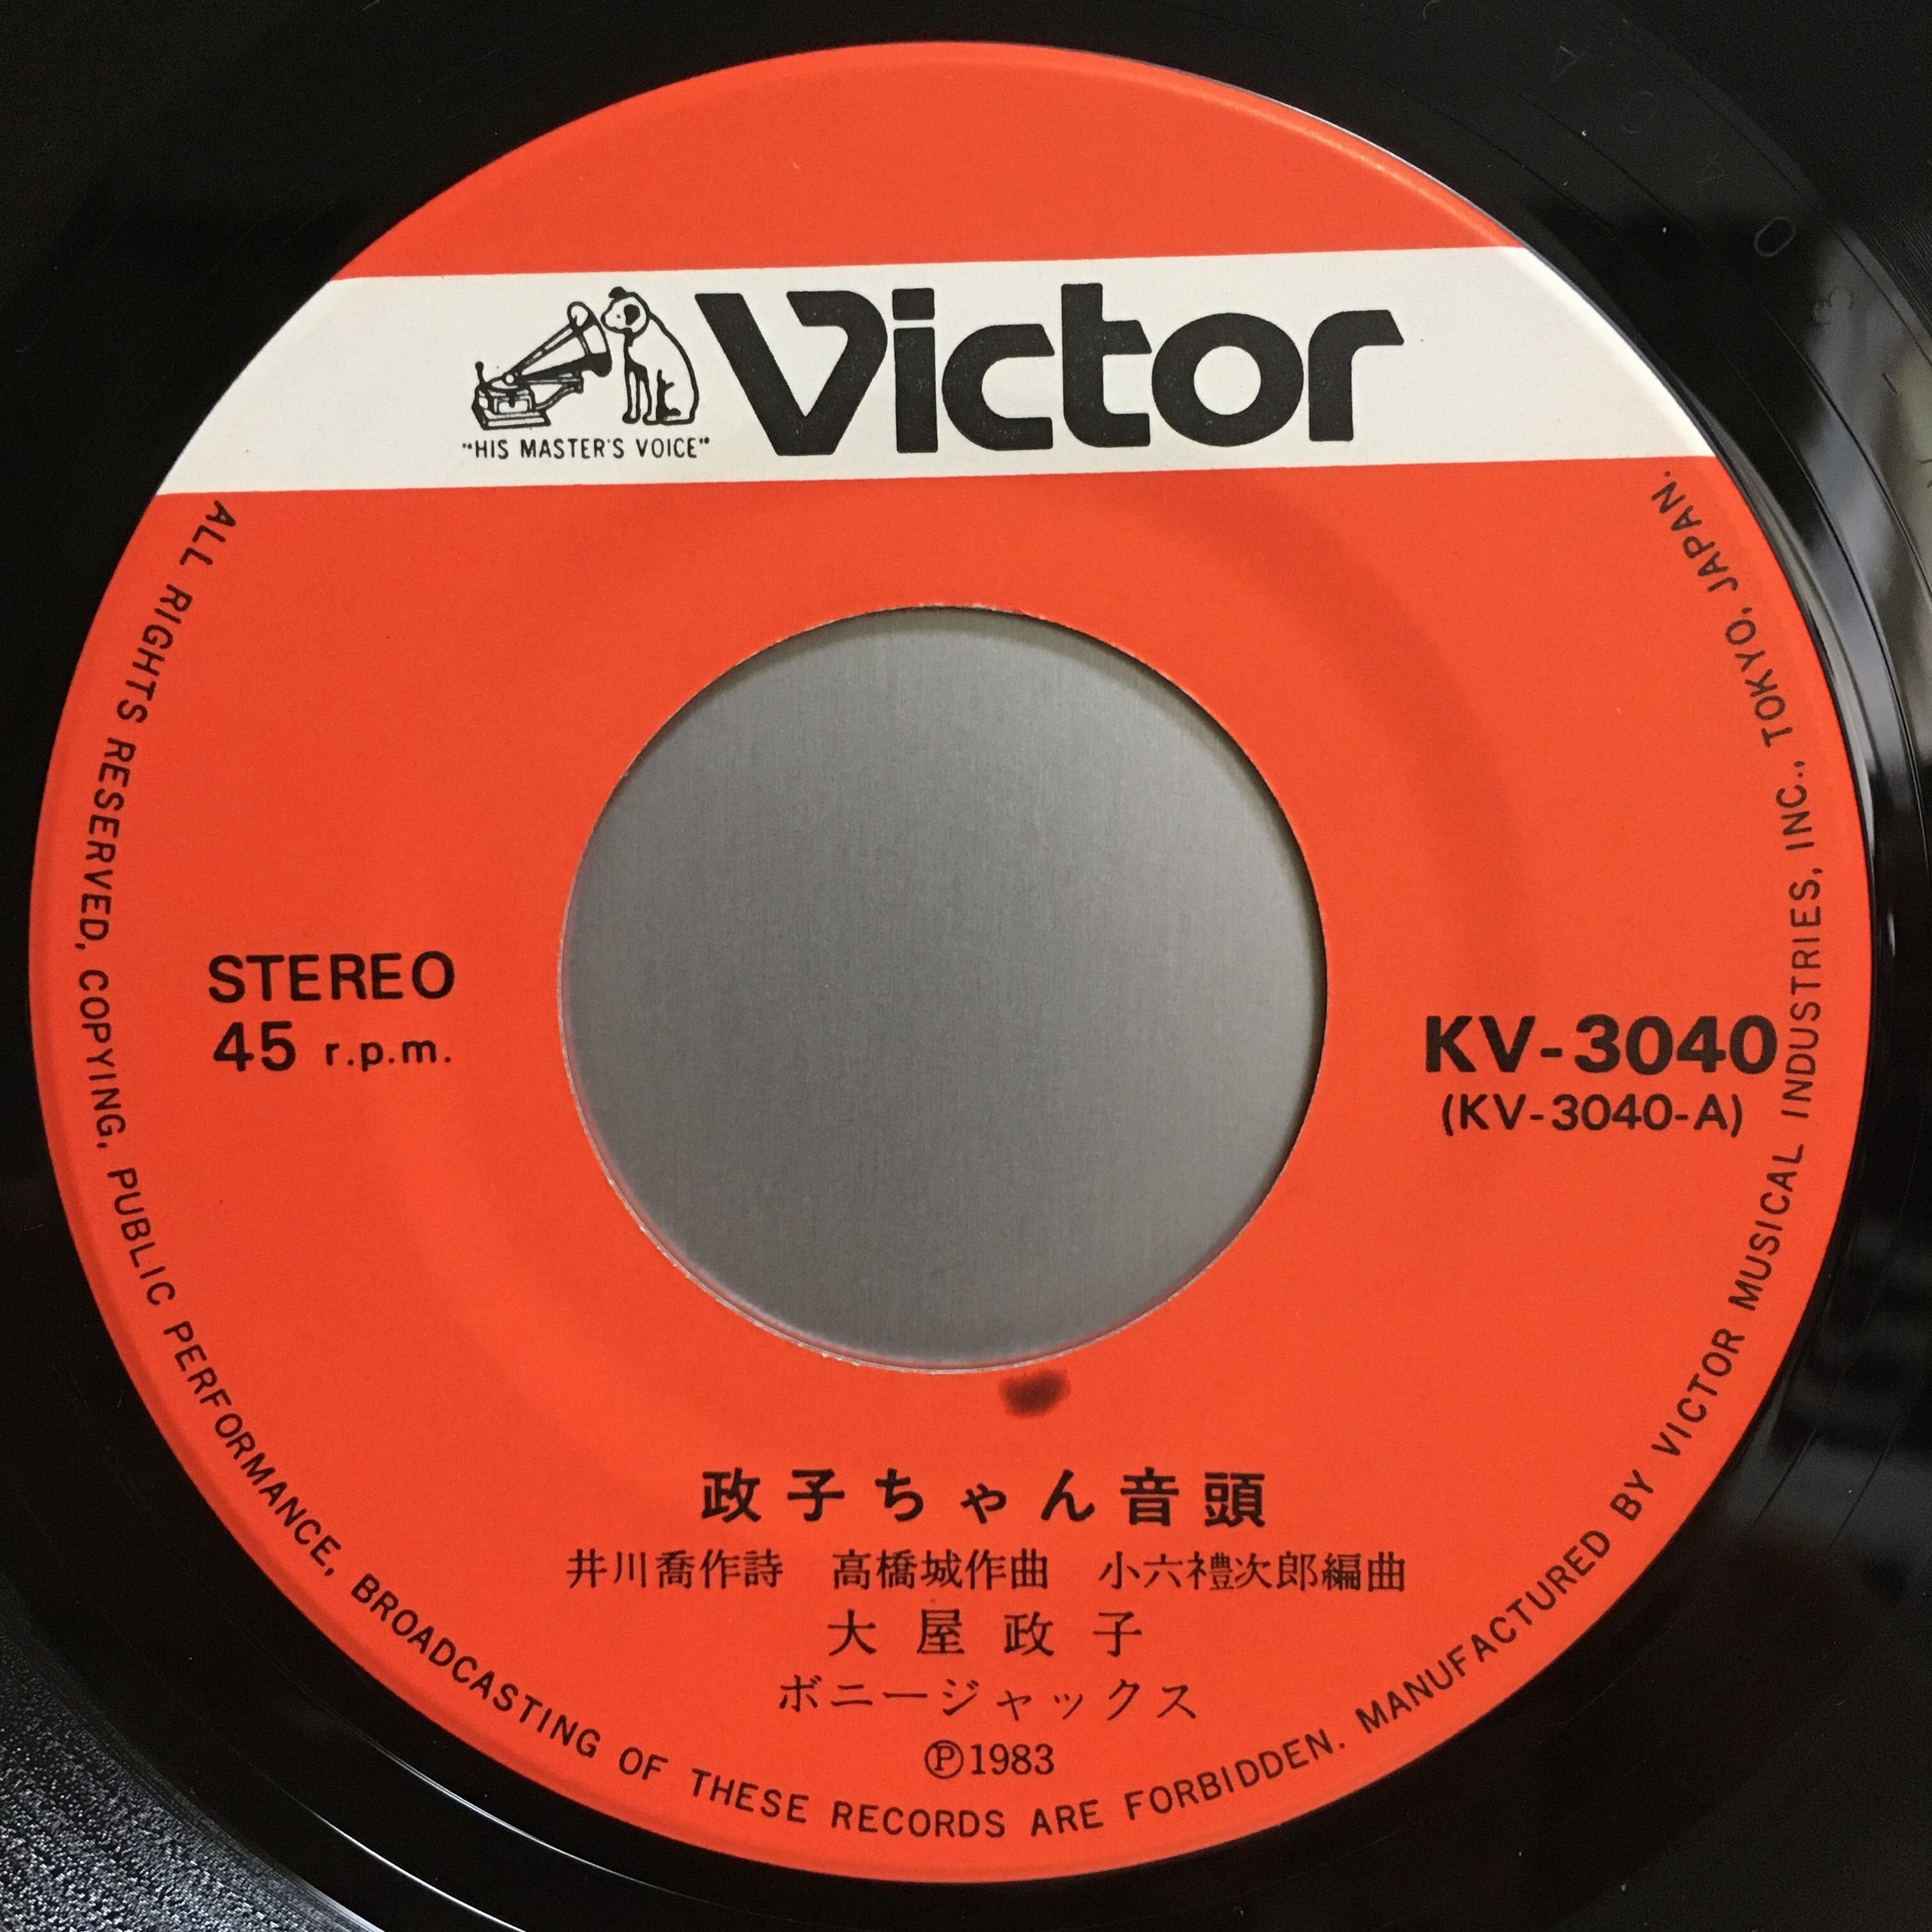 Victor
"HIS MASTER'S VOICE"
STEREO
45 r.p.m.
KV-3040
(KV-3040-A)
政子ちゃん音頭
井川喬作詩 高橋城作曲 小六禮次郎編曲
大屋政子
ボニージャックス
Ⓟ1983
ALL RIGHTS RESERVED, COPYING, PUBLIC PERFORMANCE, BROADCASTING OF THESE RECORDS ARE FORBIDDEN. MANUFACTURED BY VICTOR MUSICAL INDUSTRIES, INC., TOKYO, JAPAN.